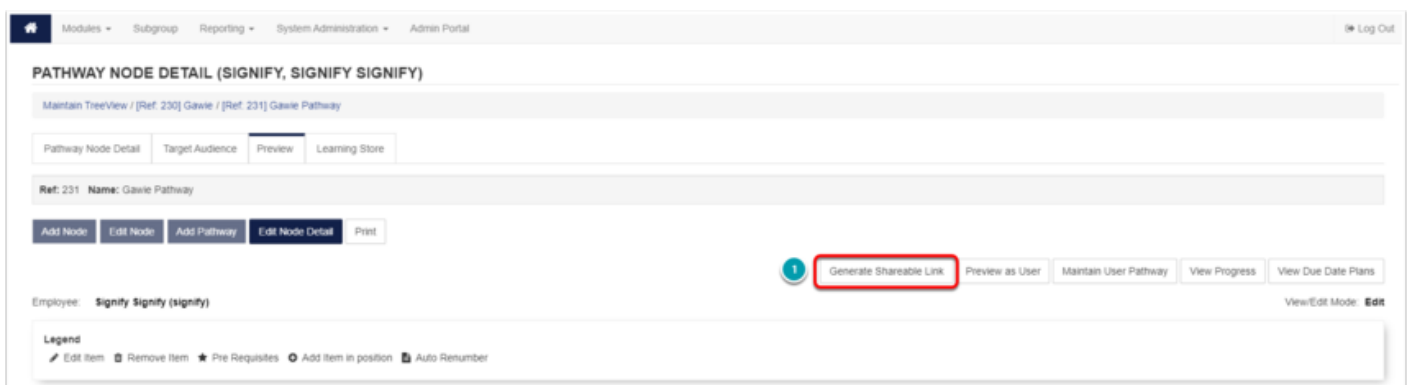 Modules Subgroup Reporting System Administration Admin Portal Log Out
PATHWAY NODE DETAIL (SIGNIFY, SIGNIFY SIGNIFY)
Maintain TreeView / [Ref: 230] Gawie / [Ref: 231] Gawie Pathway
Pathway Node Detail Target Audience Preview Learning Store
Ref: 231 Name: Gawie Pathway
Add Node Edit Node Add Pathway Edit Node Detail Print
1 Generate Shareable Link Preview as User Maintain User Pathway View Progress View Due Date Plans
Employee: Signify Signify (signify) View/Edit Mode: Edit
Legend
Edit Item Remove Item Pre Requisites Add Item in position Auto Renumber